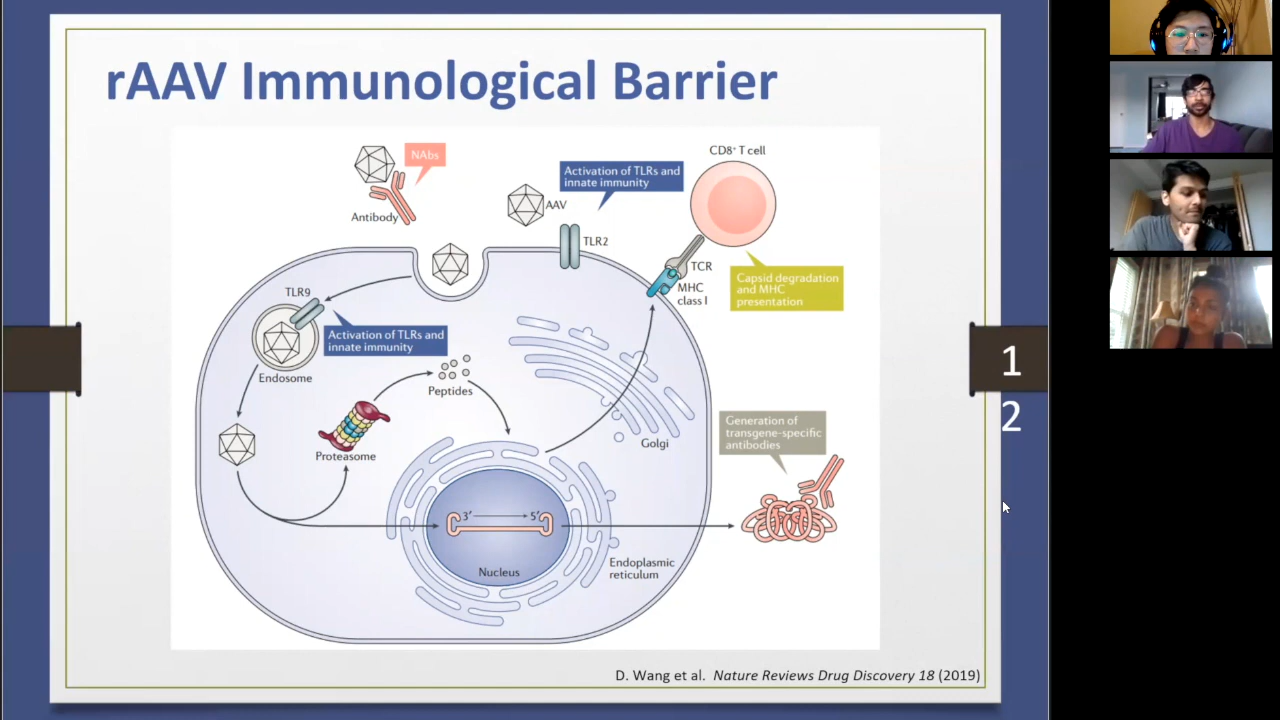 rAAV Immunological Barrier
NAbs
Antibody
AAV
Activation of TLRs and
innate immunity
TLR2
CD8⁺ T cell
TCR
MHC
class I
Capsid degradation
and MHC
presentation
TLR9
Activation of TLRs and
innate immunity
Endosome
Peptides
Proteasome
Golgi
Generation of
transgene-specific
antibodies
3′ 5′
Nucleus
Endoplasmic
reticulum
1
2
D. Wang et al. Nature Reviews Drug Discovery 18 (2019)